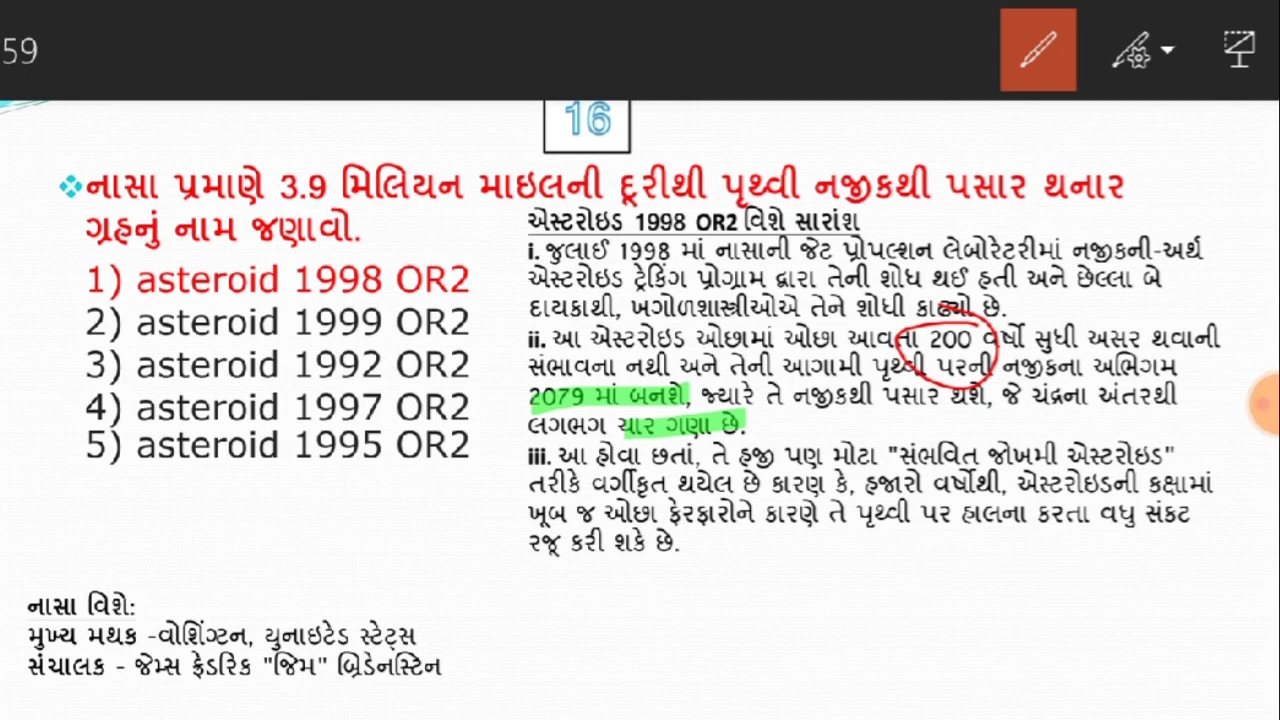 59
16
નાસા પ્રમાણે 3.9 મિલિયન માઇલની દૂરીથી પૃથ્વી નજીકથી પસાર થનાર
ગ્રહનું નામ જણાવો.
1) asteroid 1998 OR2
2) asteroid 1999 OR2
3) asteroid 1992 OR2
4) asteroid 1997 OR2
5) asteroid 1995 OR2
એસ્ટરોઇડ 1998 OR2 વિશે સારાંશ
i. જુલાઈ 1998 માં નાસાની જેટ પ્રોપલ્શન લેબોરેટરીમાં નજીકની-અર્થ
એસ્ટરોઇડ ટ્રેકિંગ પ્રોગ્રામ દ્વારા તેની શોધ થઈ હતી અને છેલ્લા બે
દાયકાથી, ખગોળશાસ્ત્રીઓએ તેને શોધી કાઢ્યો છે.
ii. આ એસ્ટરોઇડ ઓછામાં ઓછા આવતા 200 વર્ષો સુધી અસર થવાની
સંભાવના નથી અને તેની આગામી પૃથ્વી પરની નજીકના અભિગમ
2079 માં બનશે, જ્યારે તે નજીકથી પસાર થશે, જે ચંદ્રના અંતરથી
લગભગ ચાર ગણા છે.
iii. આ હોવા છતાં, તે હજી પણ મોટા "સંભવિત જોખમી એસ્ટરોઇડ"
તરીકે વર્ગીકૃત થયેલ છે કારણ કે, હજારો વર્ષોથી, એસ્ટરોઇડની કક્ષામાં
ખૂબ જ ઓછા ફેરફારોને કારણે તે પૃથ્વી પર હાલના કરતા વધુ સંકટ
રજૂ કરી શકે છે.
નાસા વિશે:
મુખ્ય મથક -વોશિંગ્ટન, યુનાઇટેડ સ્ટેટ્સ
સંચાલક - જેમ્સ ફ્રેડરિક "જિમ" બ્રિડેનસ્ટિન